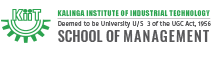 KiiT
KALINGA INSTITUTE OF INDUSTRIAL TECHNOLOGY
Deemed to be University U/S 3 of the UGC Act, 1956
SCHOOL OF MANAGEMENT